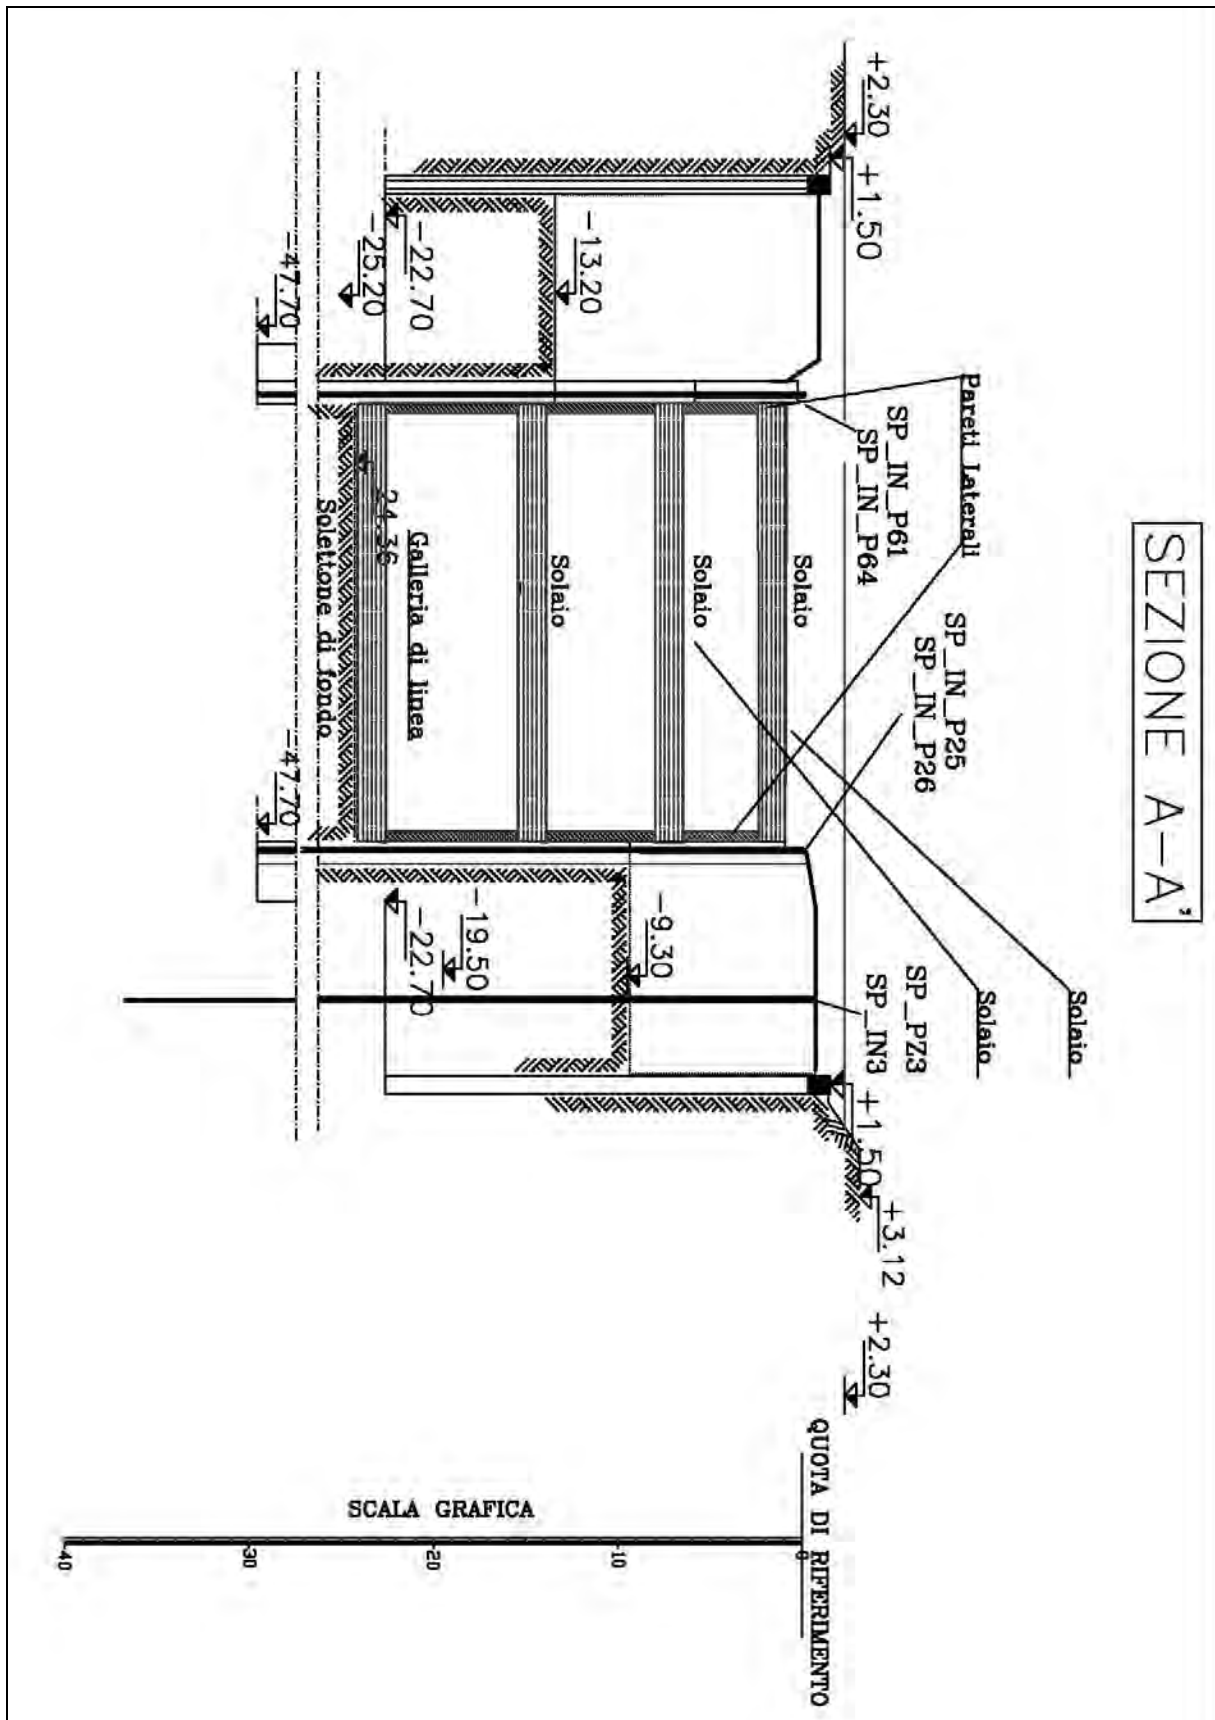 SEZIONE A-A'
+2.30
+1.50
-13.20
-22.70
-25.20
-47.70
Pareti Laterali
SP_IN_P61
SP_IN_P64
SP_IN_P25
SP_IN_P26
SP_PZ3
SP_IN3
Solaio
Solaio
Solaio
Solaio
Solaio
Galleria di linea
-24.36
Solettone di fondo
-47.70
-9.30
-19.50
-22.70
+1.50
+3.12
+2.30
QUOTA DI RIFERIMENTO
SCALA GRAFICA
0
-10
-20
-30
-40